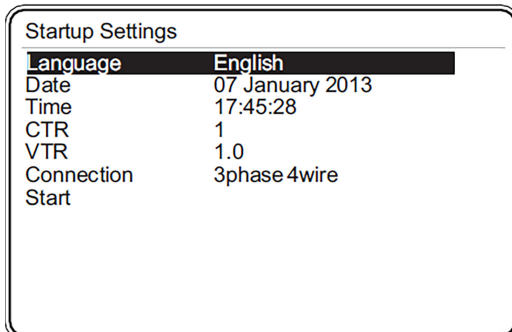 Startup Settings
Language English
Date 07 January 2013
Time 17:45:28
CTR 1
VTR 1.0
Connection 3phase 4wire
Start